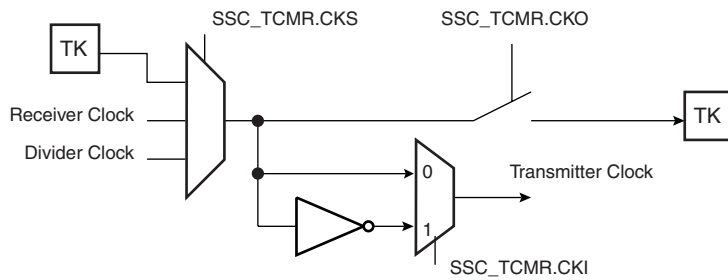 SSC_TCMR.CKS
SSC_TCMR.CKO
TK
Receiver Clock
TK
Divider Clock
0
Transmitter Clock
1
SSC_TCMR.CKI